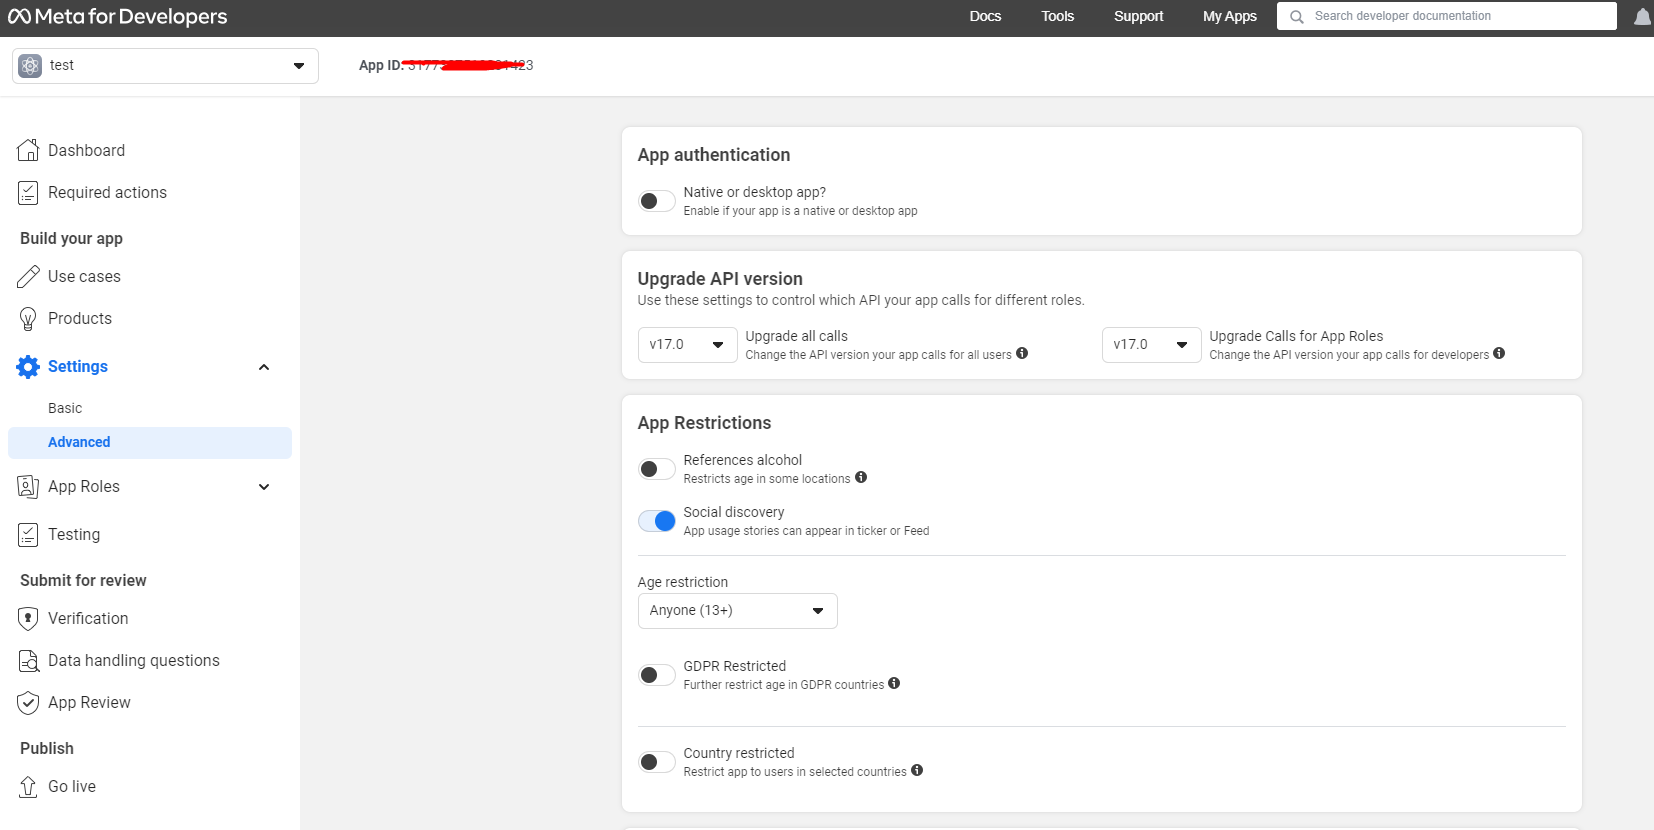 Meta for Developers
Docs Tools Support My Apps Search developer documentation
test
App ID:
Dashboard
Required actions
Build your app
Use cases
Products
Settings
Basic
Advanced
App Roles
Testing
Submit for review
Verification
Data handling questions
App Review
Publish
Go live
App authentication
Native or desktop app?
Enable if your app is a native or desktop app
Upgrade API version
Use these settings to control which API your app calls for different roles.
v17.0
Upgrade all calls
Change the API version your app calls for all users
v17.0
Upgrade Calls for App Roles
Change the API version your app calls for developers
App Restrictions
References alcohol
Restricts age in some locations
Social discovery
App usage stories can appear in ticker or Feed
Age restriction
Anyone (13+)
GDPR Restricted
Further restrict age in GDPR countries
Country restricted
Restrict app to users in selected countries